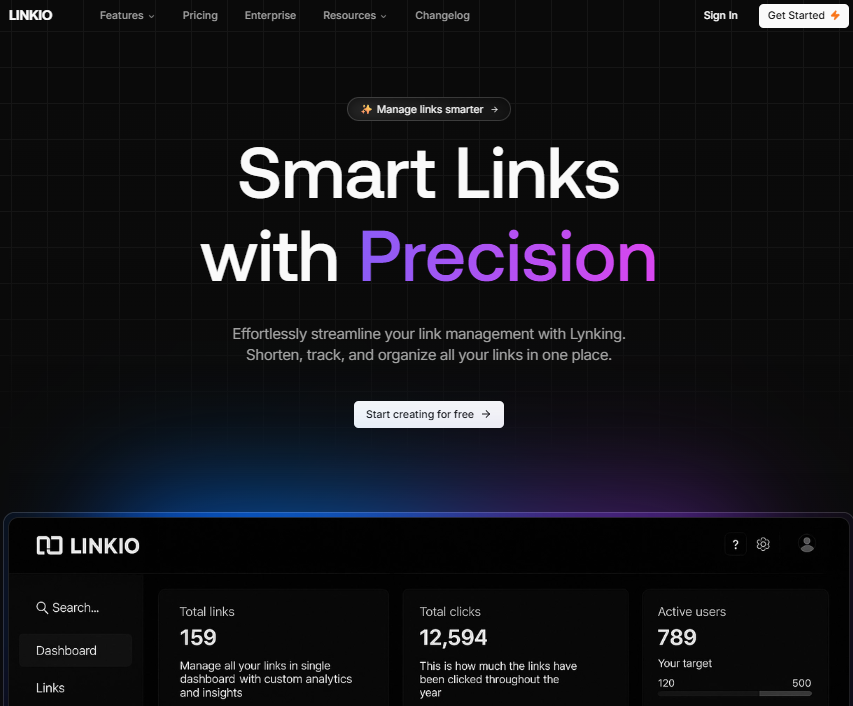 LINKIO Features Pricing Enterprise Resources Changelog Sign In Get Started
Manage links smarter
Smart Links
with Precision
Effortlessly streamline your link management with Lynking.
Shorten, track, and organize all your links in one place.
Start creating for free
LINKIO ?
Search...
Dashboard
Links
Total links
159
Manage all your links in single
dashboard with custom analytics
and insights
Total clicks
12,594
This is how much the links have
been clicked throughout the
year
Active users
789
Your target
120 500